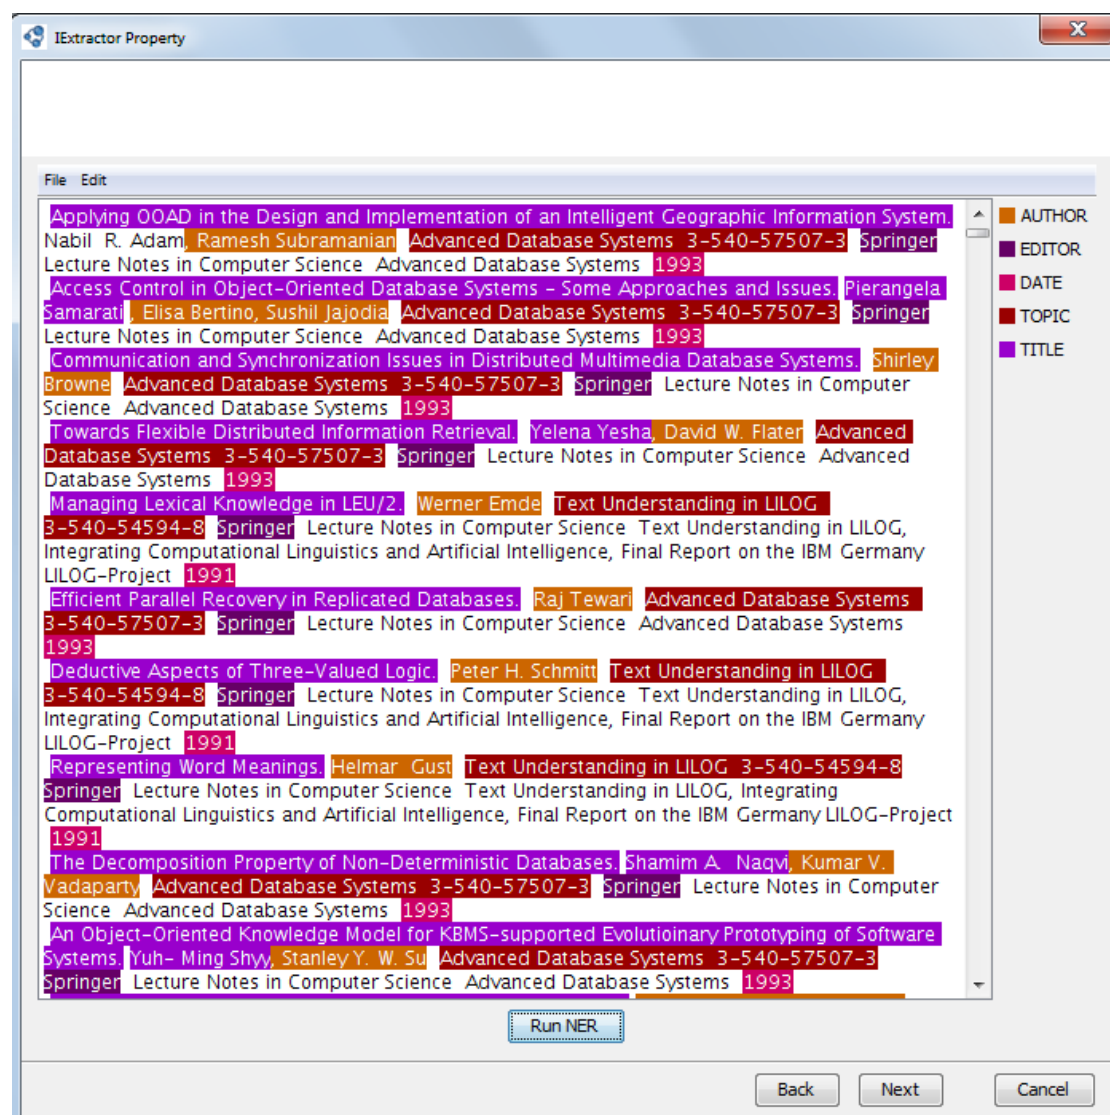 IExtractor Property
x
File Edit
Applying OOAD in the Design and Implementation of an Intelligent Geographic Information System.
Nabil R. Adam, Ramesh Subramanian Advanced Database Systems 3-540-57507-3 Springer
Lecture Notes in Computer Science Advanced Database Systems 1993
Access Control in Object-Oriented Database Systems - Some Approaches and Issues. Pierangela
Samarati , Elisa Bertino, Sushil Jajodia Advanced Database Systems 3-540-57507-3 Springer
Lecture Notes in Computer Science Advanced Database Systems 1993
Communication and Synchronization Issues in Distributed Multimedia Database Systems. Shirley
Browne Advanced Database Systems 3-540-57507-3 Springer Lecture Notes in Computer
Science Advanced Database Systems 1993
Towards Flexible Distributed Information Retrieval. Yelena Yesha, David W. Flater Advanced
Database Systems 3-540-57507-3 Springer Lecture Notes in Computer Science Advanced
Database Systems 1993
Managing Lexical Knowledge in LEU/2. Werner Emde Text Understanding in LILOG
3-540-54594-8 Springer Lecture Notes in Computer Science Text Understanding in LILOG,
Integrating Computational Linguistics and Artificial Intelligence, Final Report on the IBM Germany
LILOG-Project 1991
Efficient Parallel Recovery in Replicated Databases. Raj Tewari Advanced Database Systems
3-540-57507-3 Springer Lecture Notes in Computer Science Advanced Database Systems
1993
Deductive Aspects of Three-Valued Logic. Peter H. Schmitt Text Understanding in LILOG
3-540-54594-8 Springer Lecture Notes in Computer Science Text Understanding in LILOG,
Integrating Computational Linguistics and Artificial Intelligence, Final Report on the IBM Germany
LILOG-Project 1991
Representing Word Meanings. Helmar Gust Text Understanding in LILOG 3-540-54594-8
Springer Lecture Notes in Computer Science Text Understanding in LILOG, Integrating
Computational Linguistics and Artificial Intelligence, Final Report on the IBM Germany LILOG-Project
1991
The Decomposition Property of Non-Deterministic Databases. Shamim A. Naqvi, Kumar V.
Vadaparty Advanced Database Systems 3-540-57507-3 Springer Lecture Notes in Computer
Science Advanced Database Systems 1993
An Object-Oriented Knowledge Model for KBMS-supported Evolutioinary Prototyping of Software
Systems. Yuh- Ming Shyy, Stanley Y. W. Su Advanced Database Systems 3-540-57507-3
Springer Lecture Notes in Computer Science Advanced Database Systems 1993
AUTHOR
EDITOR
DATE
TOPIC
TITLE
Run NER
Back Next Cancel